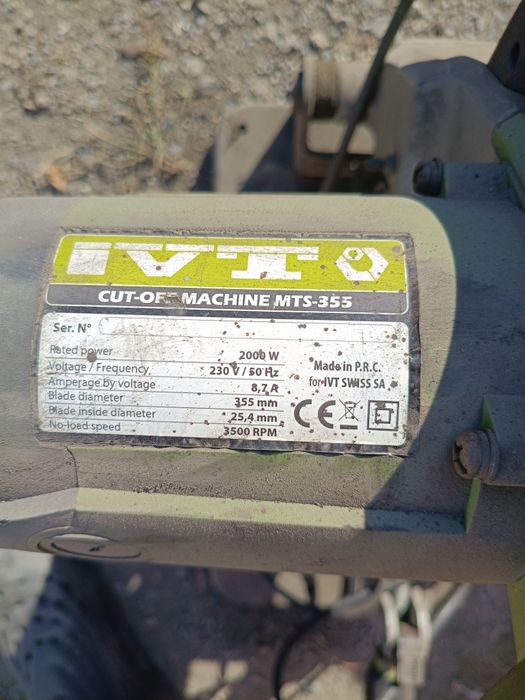 IVT
CUT-OFF MACHINE MTS-355
Ser. N°
Rated power 2000 W
Voltage / Frequency 230 V / 50 Hz
Amperage by voltage 8,7 A
Blade diameter 355 mm
Blade inside diameter 25,4 mm
No-load speed 3500 RPM
Made in P.R.C.
for IVT SWISS SA
CE